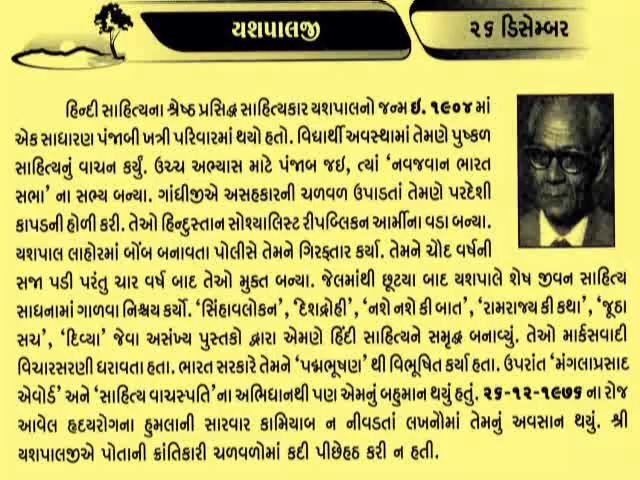 યશપાલજી
૨૬ ડિસેમ્બર
હિન્દી સાહિત્યના શ્રેષ્ઠ પ્રસિદ્ધ સાહિત્યકાર યશપાલનો જન્મ ઇ. ૧૯૦૪ માં
એક સાધારણ પંજાબી ખત્રી પરિવારમાં થયો હતો. વિદ્યાર્થી અવસ્થામાં તેમણે પુષ્કળ
સાહિત્યનું વાચન કર્યું. ઉચ્ચ અભ્યાસ માટે પંજાબ જઇ, ત્યાં ‘નવજવાન ભારત
સભા’ ના સભ્ય બન્યા. ગાંધીજીએ અસહકારની ચળવળ ઉપાડતાં તેમણે પરદેશી
કાપડની હોળી કરી. તેઓ હિન્દુસ્તાન સોશ્યાલિસ્ટ રીપબ્લિકન આર્મીના વડા બન્યા.
યશપાલ લાહોરમાં બોંબ બનાવતા પોલીસે તેમને ગિરફ્તાર કર્યા. તેમને ચૌદ વર્ષની
સજા પડી પરંતુ ચાર વર્ષ બાદ તેઓ મુક્ત બન્યા. જેલમાંથી છૂટયા બાદ યશપાલે શેષ જીવન સાહિત્ય
સાધનામાં ગાળવા નિશ્ચય કર્યો. ‘સિંહાવલોકન’, ‘દેશદ્રોહી’, ‘નશે નશે કી બાત’, ‘રામરાજ્ય કી કથા’, ‘જૂઠા
સચ’, ‘દિવ્યા’ જેવા અસંખ્ય પુસ્તકો દ્વારા એમણે હિંદી સાહિત્યને સમૃદ્ધ બનાવ્યું. તેઓ માર્કસવાદી
વિચારસરણી ધરાવતા હતા. ભારત સરકારે તેમને ‘પદ્મભૂષણ’ થી વિભૂષિત કર્યા હતા. ઉપરાંત ‘મંગલાપ્રસાદ
એવોર્ડ’ અને ‘સાહિત્ય વાચસ્પતિ’ ના અભિધાનથી પણ એમનું બહુમાન થયું હતું. ૨૬-૧૨-૧૯૭૬ ના રોજ
આવેલ હૃદયરોગના હુમલાની સારવાર કામિયાબ ન નીવડતાં લખનૌમાં તેમનું અવસાન થયું. શ્રી
યશપાલજીએ પોતાની ક્રાંતિકારી ચળવળોમાં કદી પીછેહઠ કરી ન હતી.